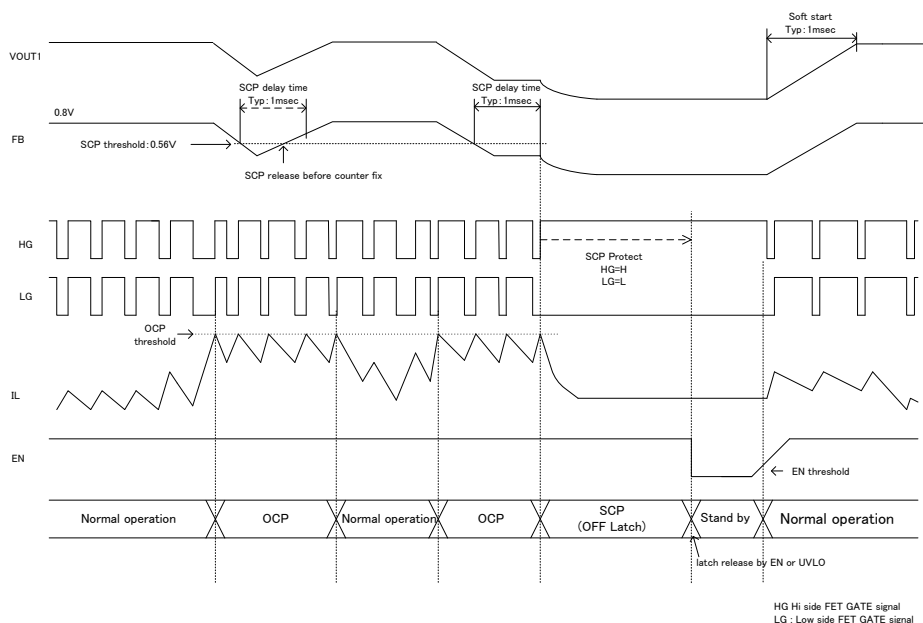 Soft start
Typ:1msec
VOUT1
SCP delay time
Typ:1msec
SCP delay time
Typ:1msec
0.8V
FB
SCP threshold:0.56V
SCP release before counter fix
HG
SCP Protect
HG=H
LG=L
LG
OCP
threshold
IL
EN
EN threshold
Normal operation
OCP
Normal operation
OCP
SCP
(OFF Latch)
Stand by
Normal operation
latch release by EN or UVLO
HG Hi side FET GATE signal
LG : Low side FET GATE signal